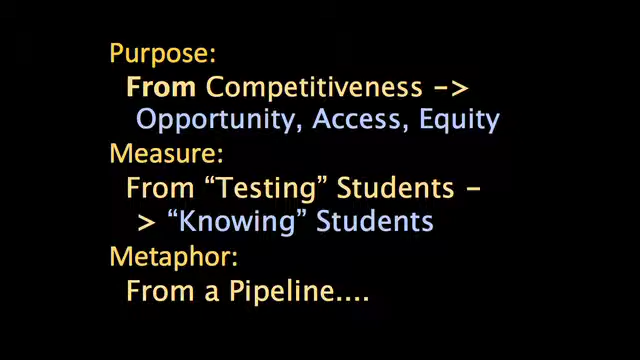 Purpose:
From Competitiveness ->
Opportunity, Access, Equity
Measure:
From “Testing” Students -
> “Knowing” Students
Metaphor:
From a Pipeline....